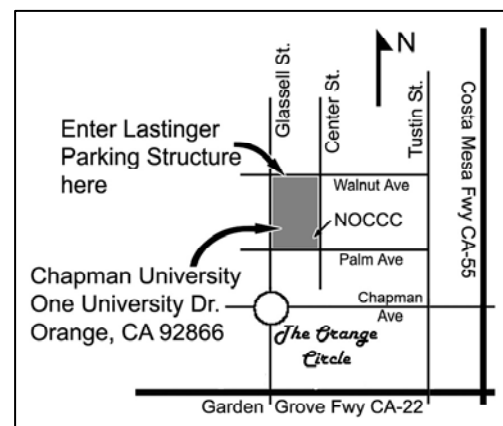 N
Glassell St.
Center St.
Tustin St.
Costa Mesa Fwy CA-55
Enter Lastinger
Parking Structure
here
Walnut Ave
NOCCC
Palm Ave
Chapman University
One University Dr.
Orange, CA 92866
Chapman
Ave
The Orange
Circle
Garden Grove Fwy CA-22